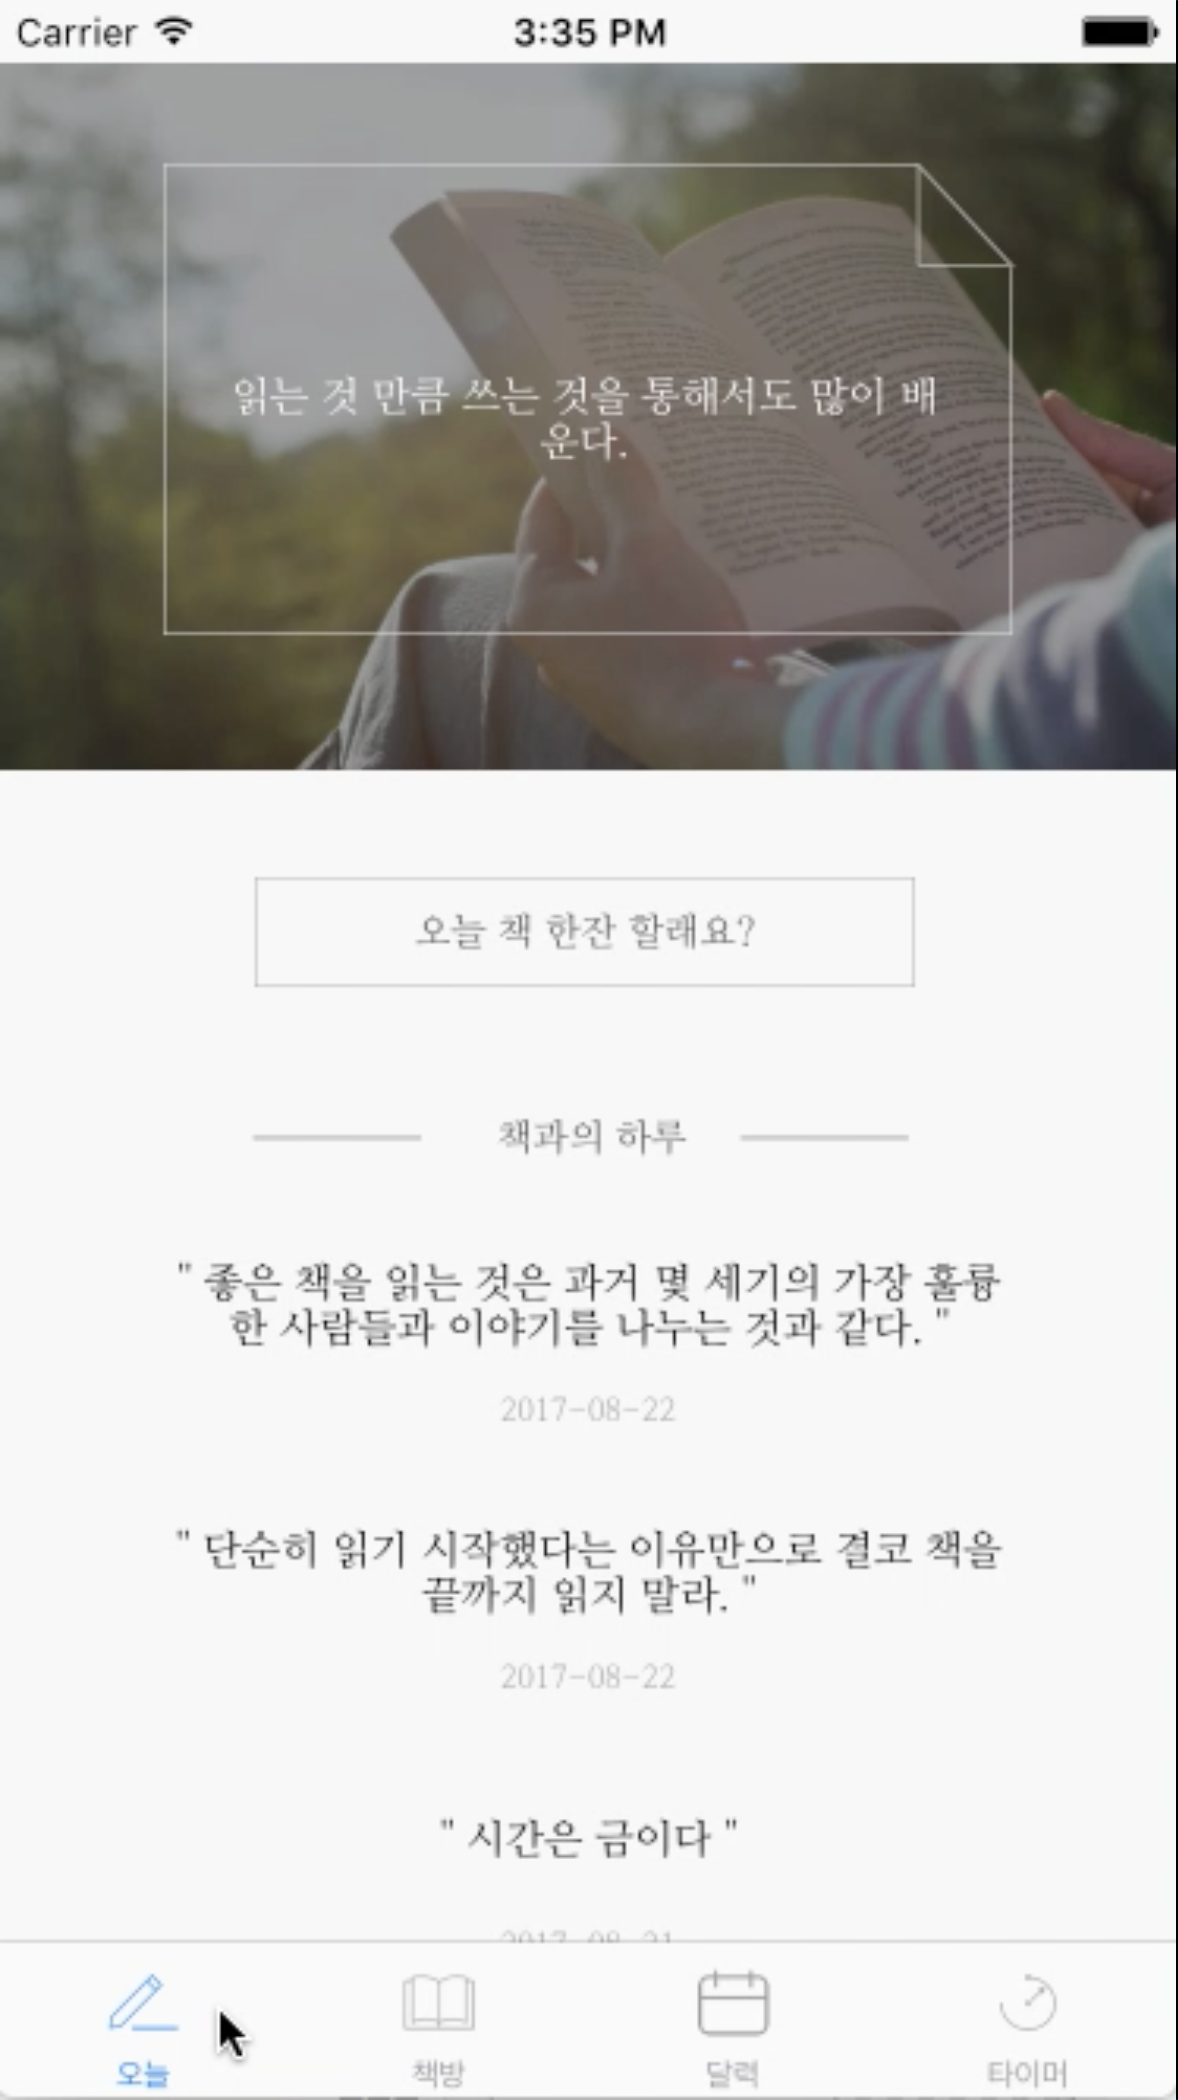 Carrier
3:35 PM
읽는 것 만큼 쓰는 것을 통해서도 많이 배
운다.
오늘 책 한잔 할래요?
책과의 하루
" 좋은 책을 읽는 것은 과거 몇 세기의 가장 훌륭
한 사람들과 이야기를 나누는 것과 같다. "
2017-08-22
" 단순히 읽기 시작했다는 이유만으로 결코 책을
끝까지 읽지 말라. "
2017-08-22
" 시간은 금이다 "
2017-08-21
오늘
책방
달력
타이머